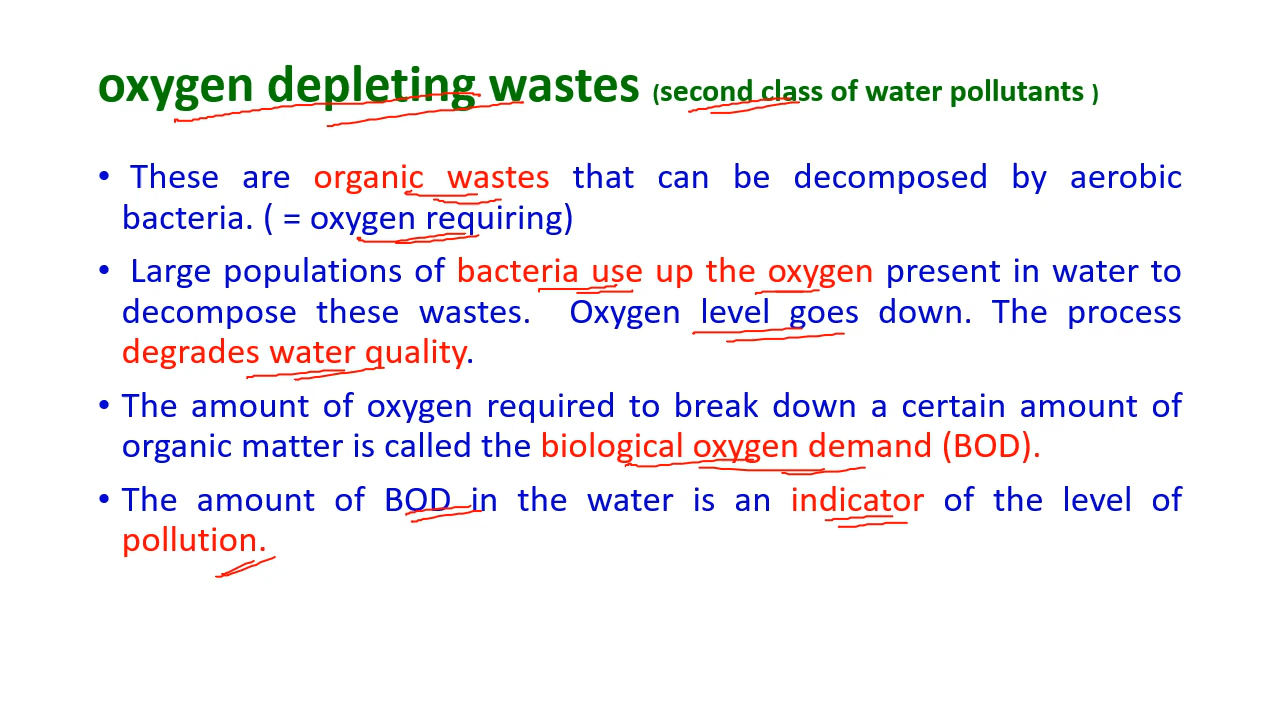 oxygen depleting wastes (second class of water pollutants )
• These are organic wastes that can be decomposed by aerobic
bacteria. ( = oxygen requiring)
• Large populations of bacteria use up the oxygen present in water to
decompose these wastes. Oxygen level goes down. The process
degrades water quality.
• The amount of oxygen required to break down a certain amount of
organic matter is called the biological oxygen demand (BOD).
• The amount of BOD in the water is an indicator of the level of
pollution.